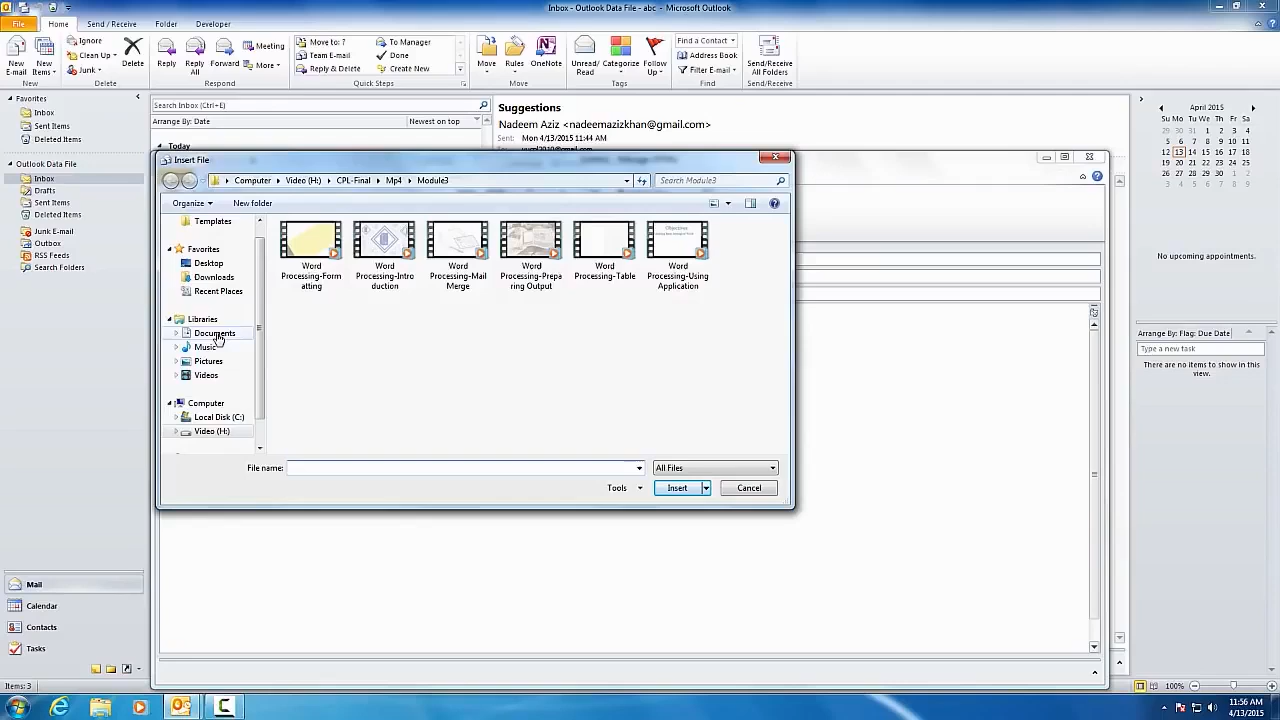 Inbox - Outlook Data File - abc - Microsoft Outlook
File Home Send / Receive Folder Developer
New E-mail
New Items
Ignore
Clean Up
Junk
Delete
Reply
Reply All
Forward
Meeting
More
Move to: ?
Team E-mail
Reply & Delete
To Manager
Done
Create New
Move
Rules
OneNote
Unread/ Read
Categorize
Follow Up
Find a Contact
Address Book
Filter E-mail
Send/Receive All Folders
Delete Respond Quick Steps Move Tags Find Send/Receive
Favorites
Inbox
Sent Items
Deleted Items
Outlook Data File
Inbox
Drafts
Sent Items
Deleted Items
Junk E-mail
Outbox
RSS Feeds
Search Folders
Mail
Calendar
Contacts
Tasks
Items: 3
Search Inbox (Ctrl+E)
Arrange By: Date Newest on top
Today
Suggestions
Nadeem Aziz <nadeemazizkhan@gmail.com>
Sent: Mon 4/13/2015 11:44 AM
Insert File
Computer Video (H:) CPL-Final Mp4 Module3
Search Module3
Organize New folder
Templates
Favorites
Desktop
Downloads
Recent Places
Libraries
Documents
Music
Pictures
Videos
Computer
Local Disk (C:)
Video (H:)
Word Processing-Formatting
Word Processing-Introduction
Word Processing-Mail Merge
Word Processing-Preparing Output
Word Processing-Table
Objectives
Word Processing-Using Application
File name:
All Files
Tools Insert Cancel
April 2015
Su Mo Tu We Th Fr Sa
29 30 31 1 2 3 4
5 6 7 8 9 10 11
12 13 14 15 16 17 18
19 20 21 22 23 24 25
26 27 28 29 30
No upcoming appointments.
Arrange By: Flag: Due Date
Type a new task
There are no items to show in this view.
100%
11:56 AM
4/13/2015